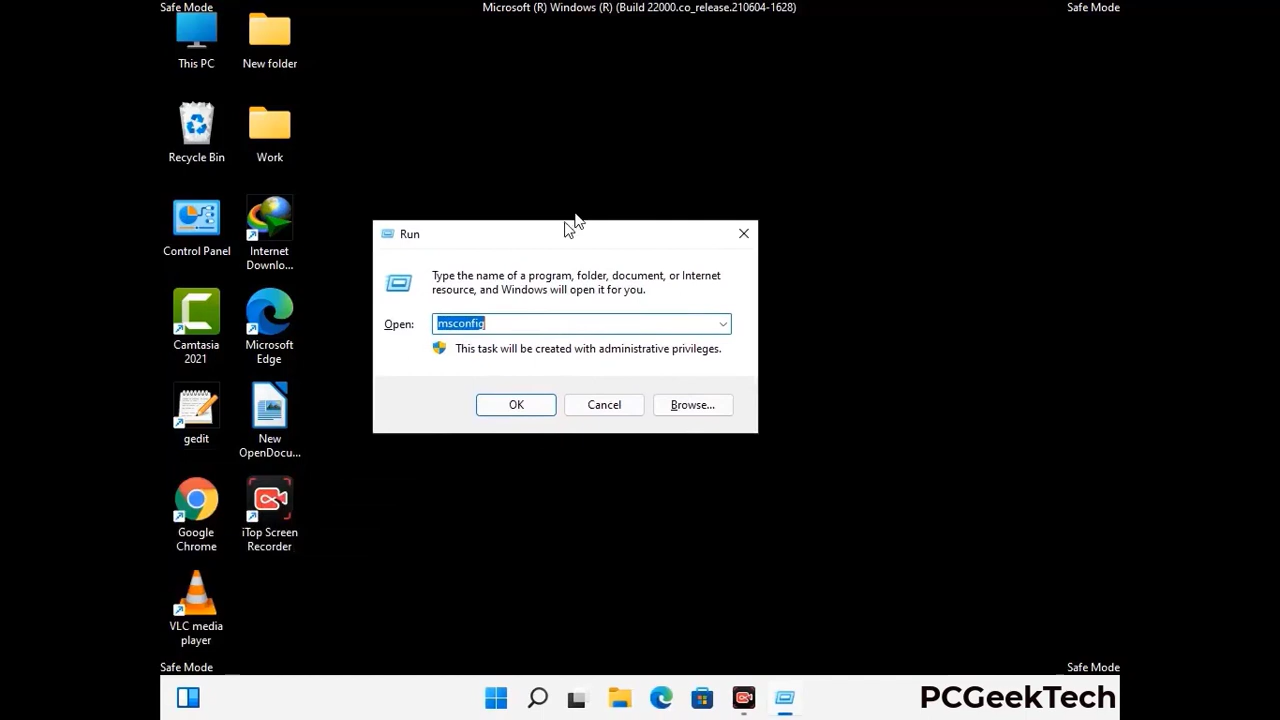 Safe Mode
Microsoft (R) Windows (R) (Build 22000.co_release.210604-1628)
Safe Mode
This PC
New folder
Recycle Bin
Work
Control Panel
Internet
Downlo...
Camtasia
2021
Microsoft
Edge
gedit
New
OpenDocu...
Google
Chrome
iTop Screen
Recorder
VLC media
player
Run
Type the name of a program, folder, document, or Internet
resource, and Windows will open it for you.
Open:
msconfig
This task will be created with administrative privileges.
OK
Cancel
Browse...
Safe Mode
Safe Mode
PCGeekTech